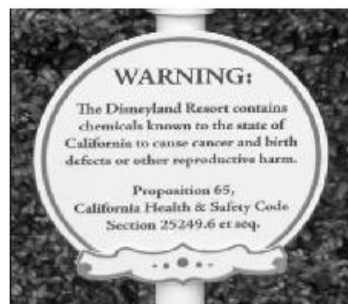 WARNING:
The Disneyland Resort contains
chemicals known to the state of
California to cause cancer and birth
defects or other reproductive harm.
Proposition 65,
California Health & Safety Code
Section 25249.6 et seq.